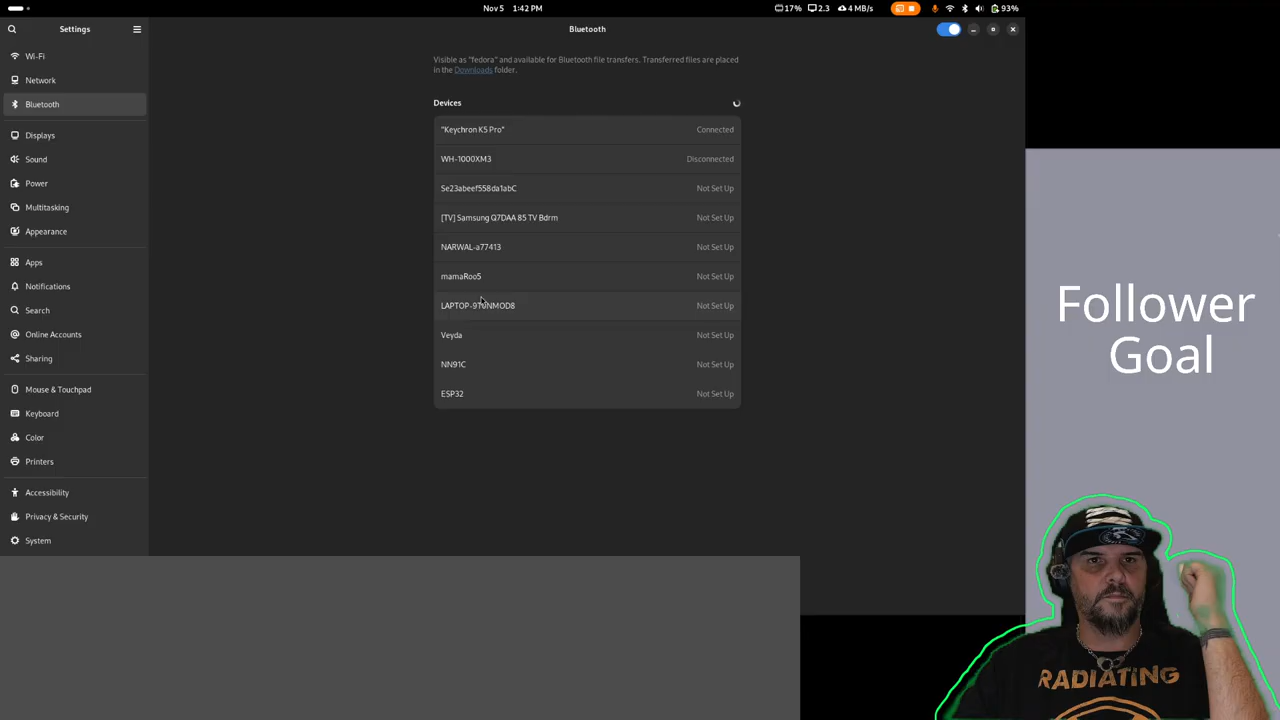 Nov 5 1:42 PM
17% 2.3 4 MB/s 93%
Settings
Bluetooth
Wi-Fi
Network
Bluetooth
Displays
Sound
Power
Multitasking
Appearance
Apps
Notifications
Search
Online Accounts
Sharing
Mouse & Touchpad
Keyboard
Color
Printers
Accessibility
Privacy & Security
System
Visible as "fedora" and available for Bluetooth file transfers. Transferred files are placed
in the Downloads folder.
Devices
"Keychron K5 Pro" Connected
WH-1000XM3 Disconnected
Se23abeef558da1abC Not Set Up
[TV] Samsung Q7DAA 85 TV Bdrm Not Set Up
NARWAL-a77413 Not Set Up
mamaRoo5 Not Set Up
Not Set Up
Veyda Not Set Up
NN91C Not Set Up
ESP32 Not Set Up
Follower
Goal
RADIATING